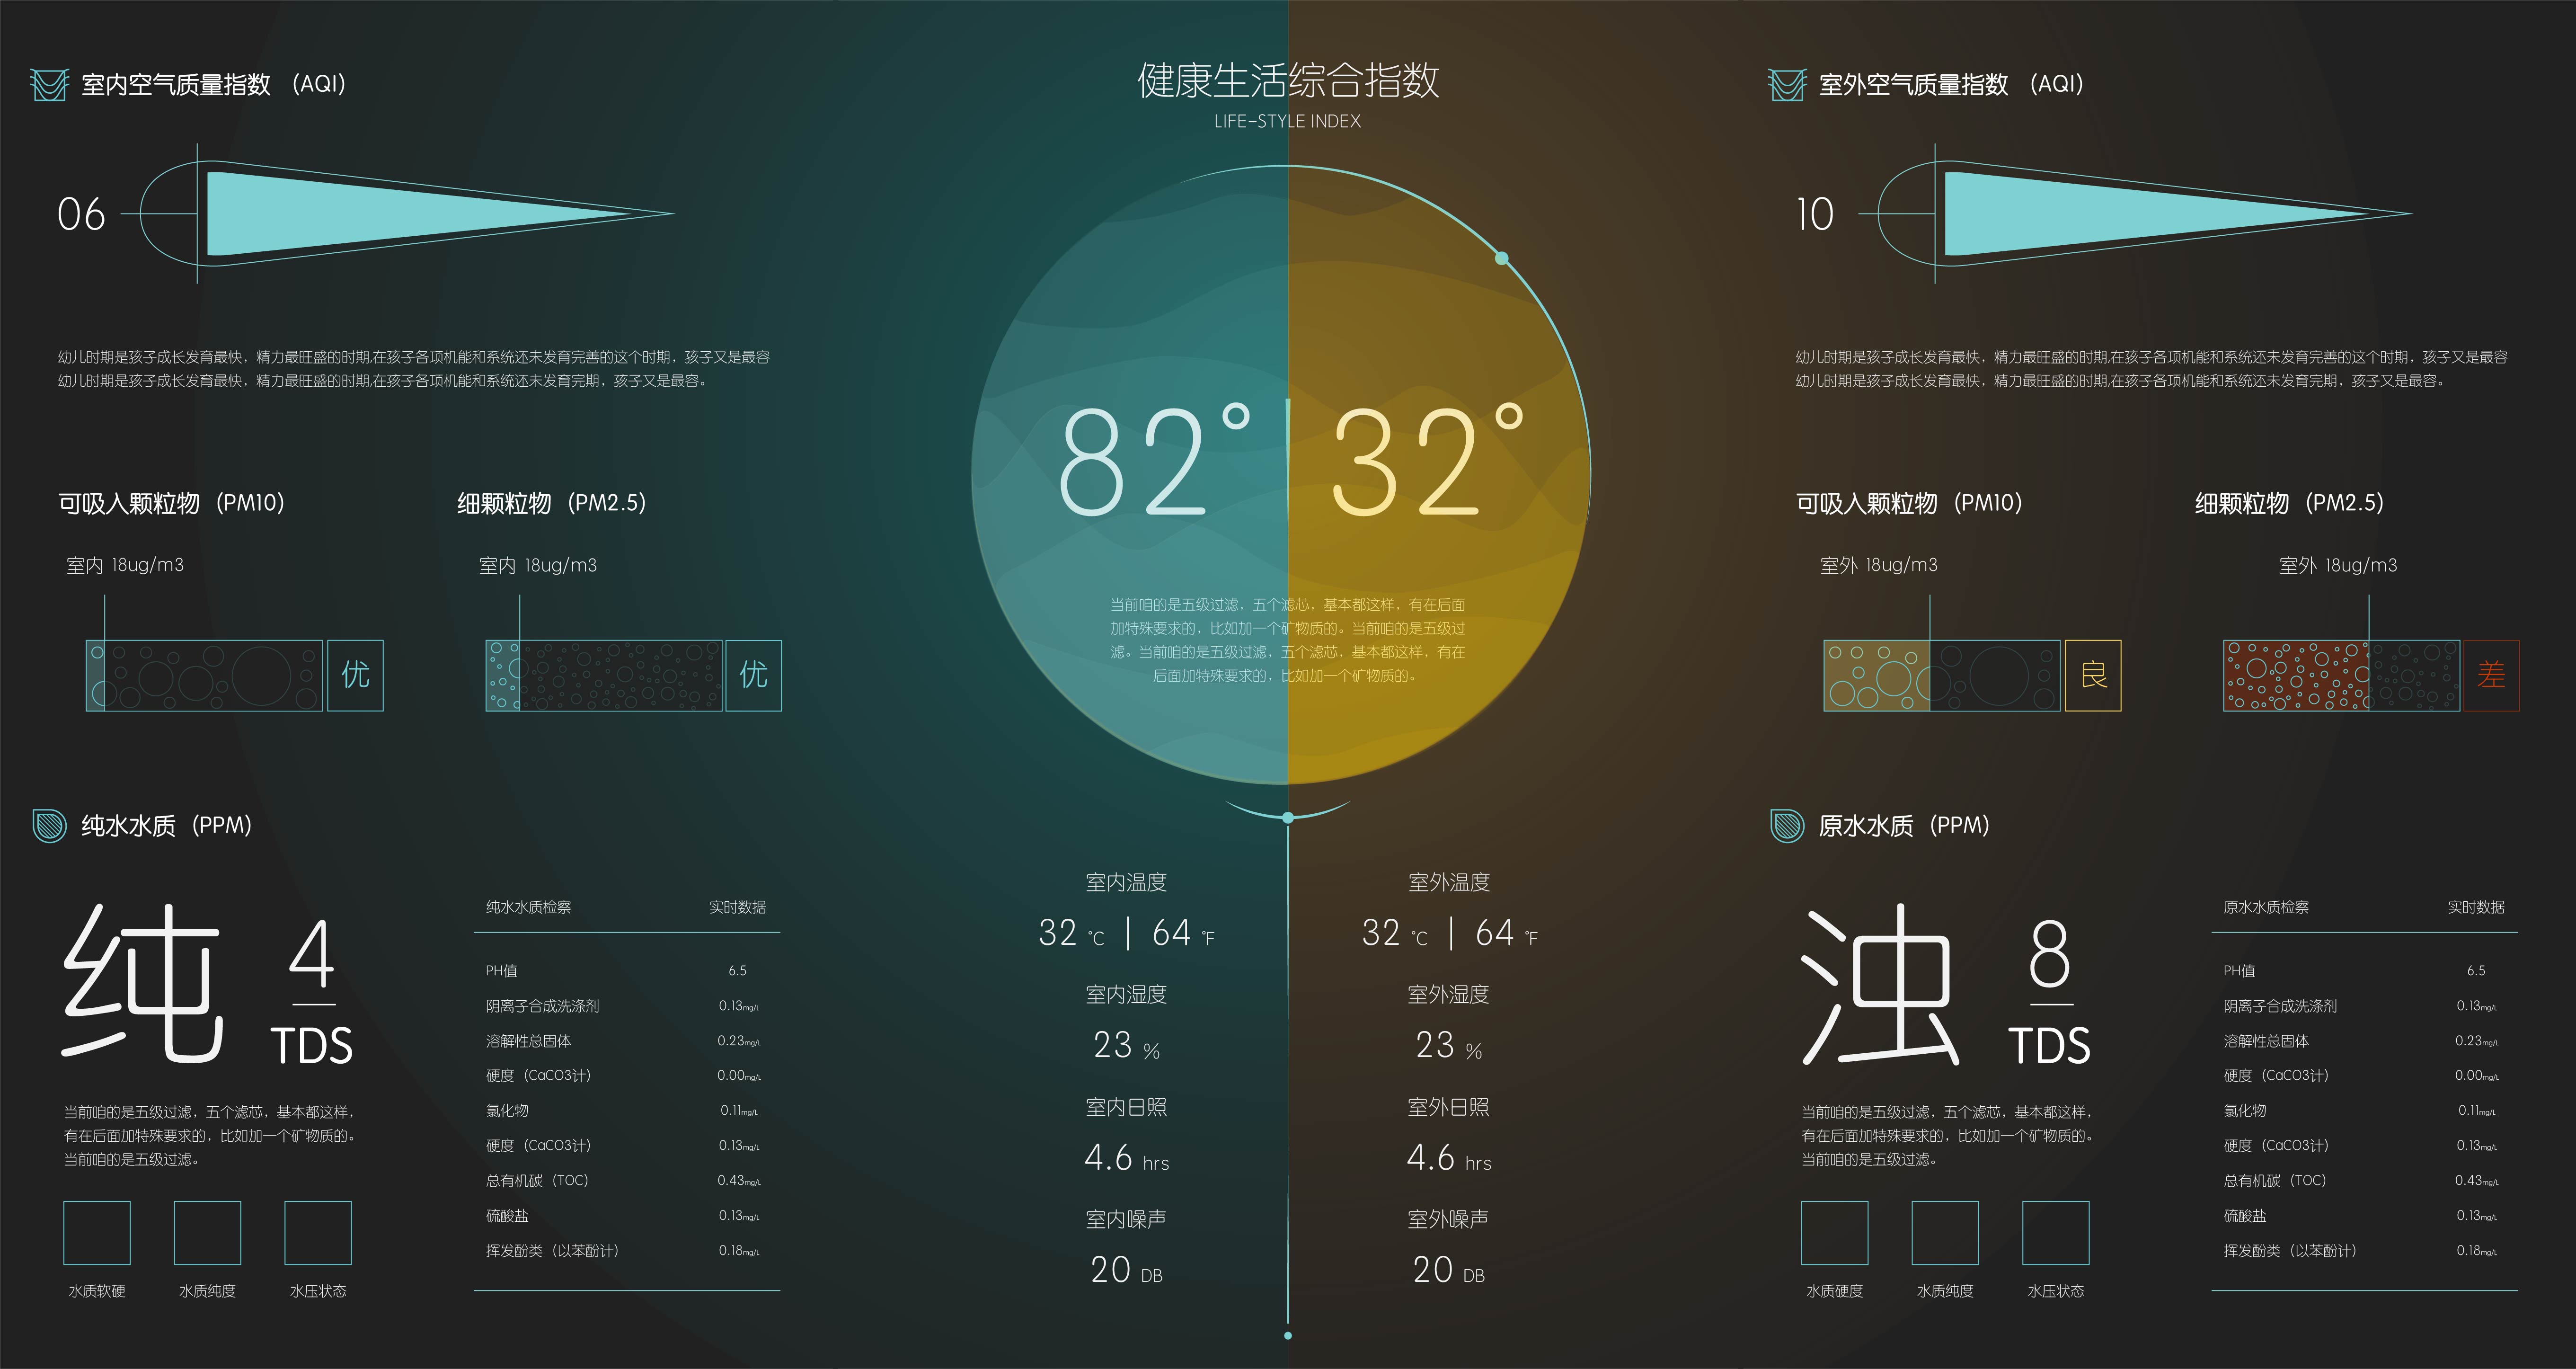 室内空气质量指数 （AQI）
06
幼儿时期是孩子成长发育最快，精力最旺盛的时期,在孩子各项机能和系统还未发育完善的这个时期，孩子又是最容
幼儿时期是孩子成长发育最快，精力最旺盛的时期,在孩子各项机能和系统还未发育完期，孩子又是最容。
可吸入颗粒物 （PM10）
室内 18ug/m3
优
细颗粒物 （PM2.5）
室内 18ug/m3
优
纯水水质 （PPM）
纯
4
TDS
当前咱的是五级过滤，五个滤芯，基本都这样，
有在后面加特殊要求的，比如加一个矿物质的。
当前咱的是五级过滤。
水质软硬
水质纯度
水压状态
纯水水质检察 实时数据
PH值 6.5
阴离子合成洗涤剂 0.13mg/L
溶解性总固体 0.23mg/L
硬度（CaCO3计） 0.00mg/L
氯化物 0.11mg/L
硬度（CaCO3计） 0.13mg/L
总有机碳（TOC） 0.43mg/L
硫酸盐 0.13mg/L
挥发酚类（以苯酚计） 0.18mg/L
健康生活综合指数
LIFE-STYLE INDEX
82° 32°
当前咱的是五级过滤，五个滤芯，基本都这样，有在后面
加特殊要求的，比如加一个矿物质的。当前咱的是五级过
滤。当前咱的是五级过滤，五个滤芯，基本都这样，有在
后面加特殊要求的，比如加一个矿物质的。
室内温度
32 °C | 64 °F
室内湿度
23 %
室内日照
4.6 hrs
室内噪声
20 DB
室外温度
32 °C | 64 °F
室外湿度
23 %
室外日照
4.6 hrs
室外噪声
20 DB
室外空气质量指数 （AQI）
10
幼儿时期是孩子成长发育最快，精力最旺盛的时期,在孩子各项机能和系统还未发育完善的这个时期，孩子又是最容
幼儿时期是孩子成长发育最快，精力最旺盛的时期,在孩子各项机能和系统还未发育完期，孩子又是最容。
可吸入颗粒物 （PM10）
室外 18ug/m3
良
细颗粒物 （PM2.5）
室外 18ug/m3
差
原水水质 （PPM）
浊
8
TDS
当前咱的是五级过滤，五个滤芯，基本都这样，
有在后面加特殊要求的，比如加一个矿物质的。
当前咱的是五级过滤。
水质硬度
水质纯度
水压状态
原水水质检察 实时数据
PH值 6.5
阴离子合成洗涤剂 0.13mg/L
溶解性总固体 0.23mg/L
硬度（CaCO3计） 0.00mg/L
氯化物 0.11mg/L
硬度（CaCO3计） 0.13mg/L
总有机碳（TOC） 0.43mg/L
硫酸盐 0.13mg/L
挥发酚类（以苯酚计） 0.18mg/L